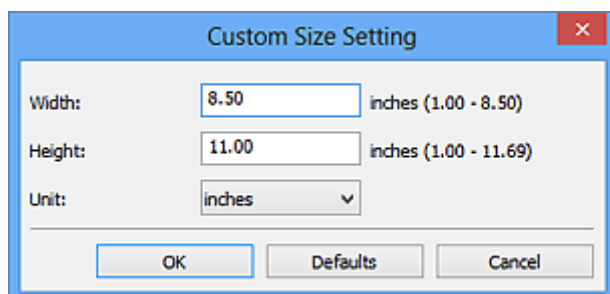 Custom Size Setting
Width: 8.50 inches (1.00 - 8.50)
Height: 11.00 inches (1.00 - 11.69)
Unit: inches
OK Defaults Cancel